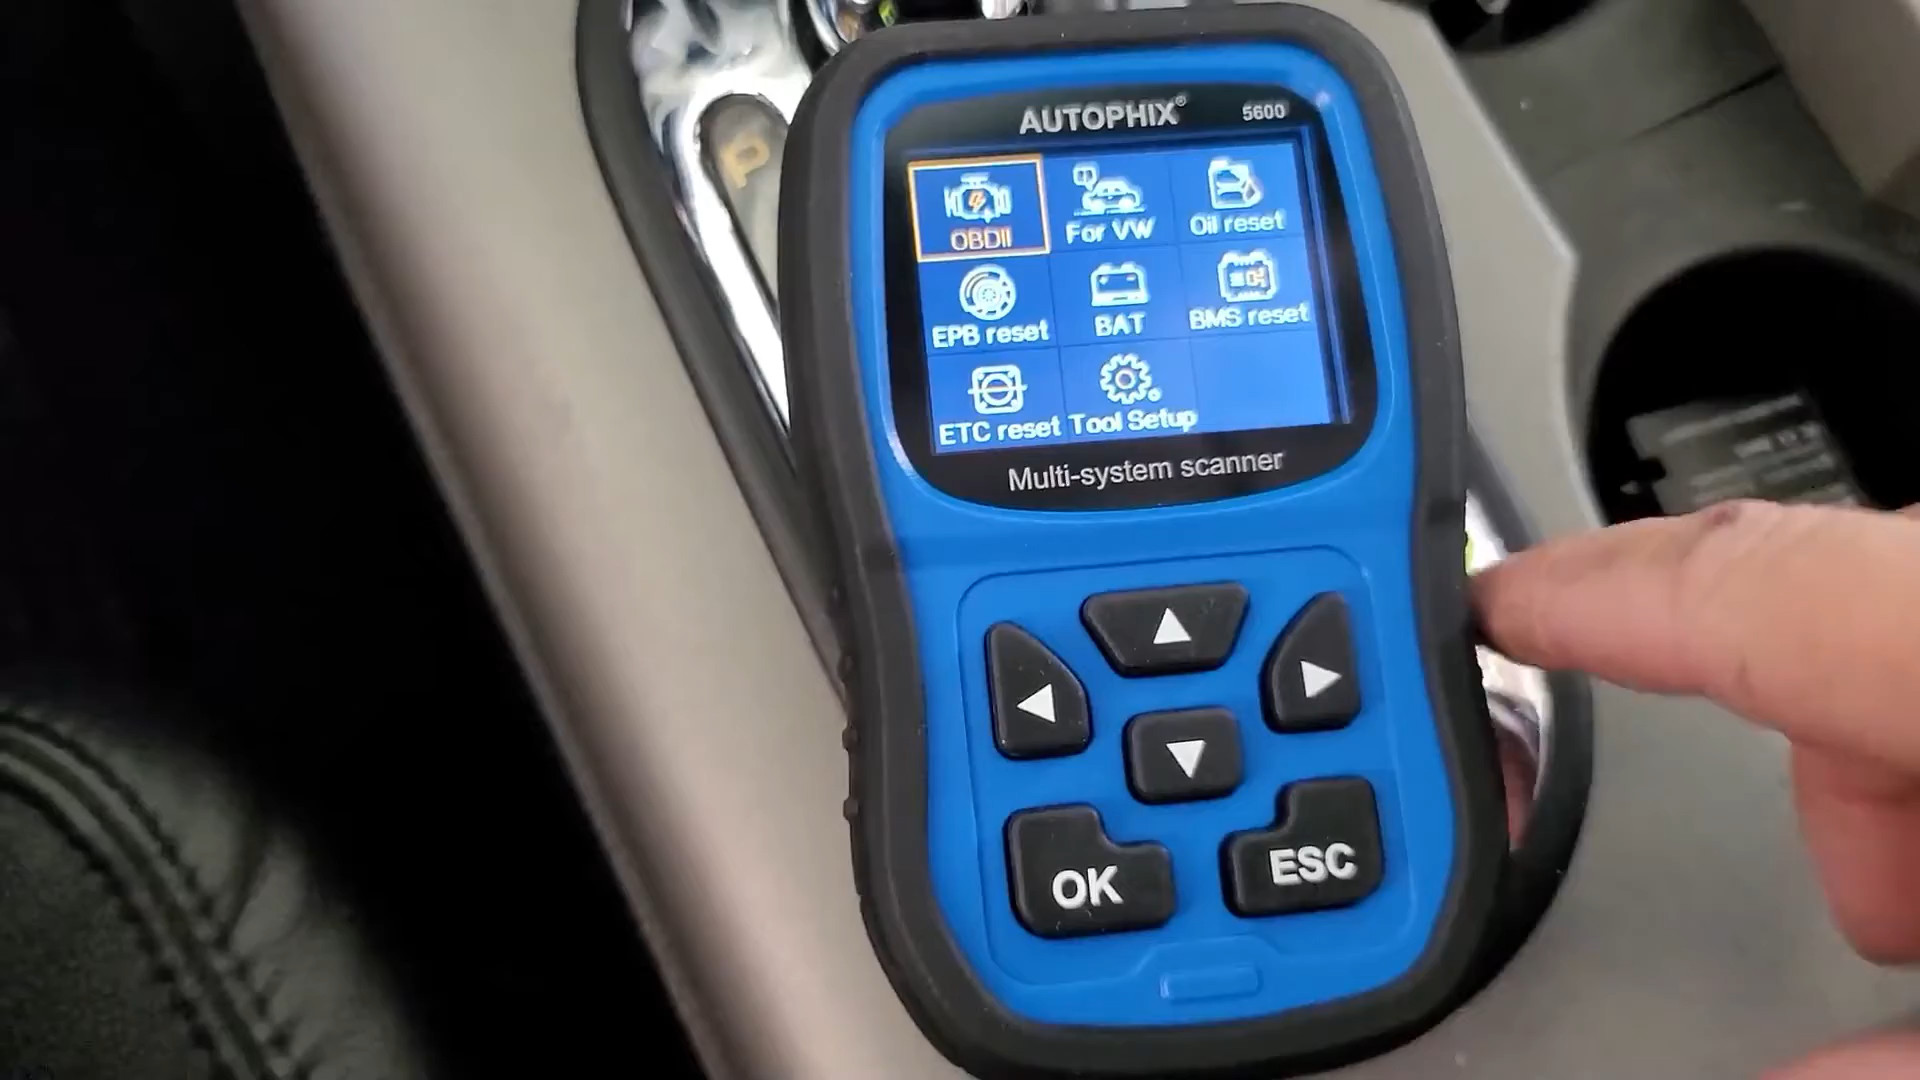 P
AUTOPHIX® 5600
OBDII For VW Oil reset
EPB reset BAT BMS reset
ETC reset Tool Setup
Multi-system scanner
OK ESC